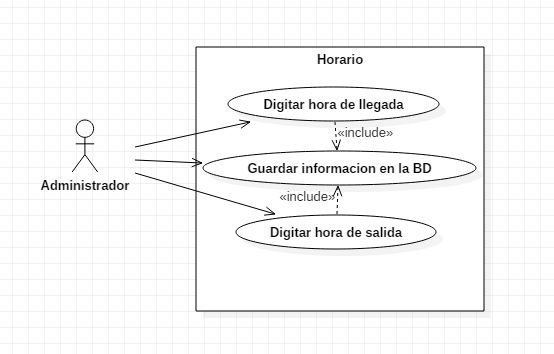 Horario
Digitar hora de llegada
«include»
Guardar informacion en la BD
Administrador
«include»
Digitar hora de salida